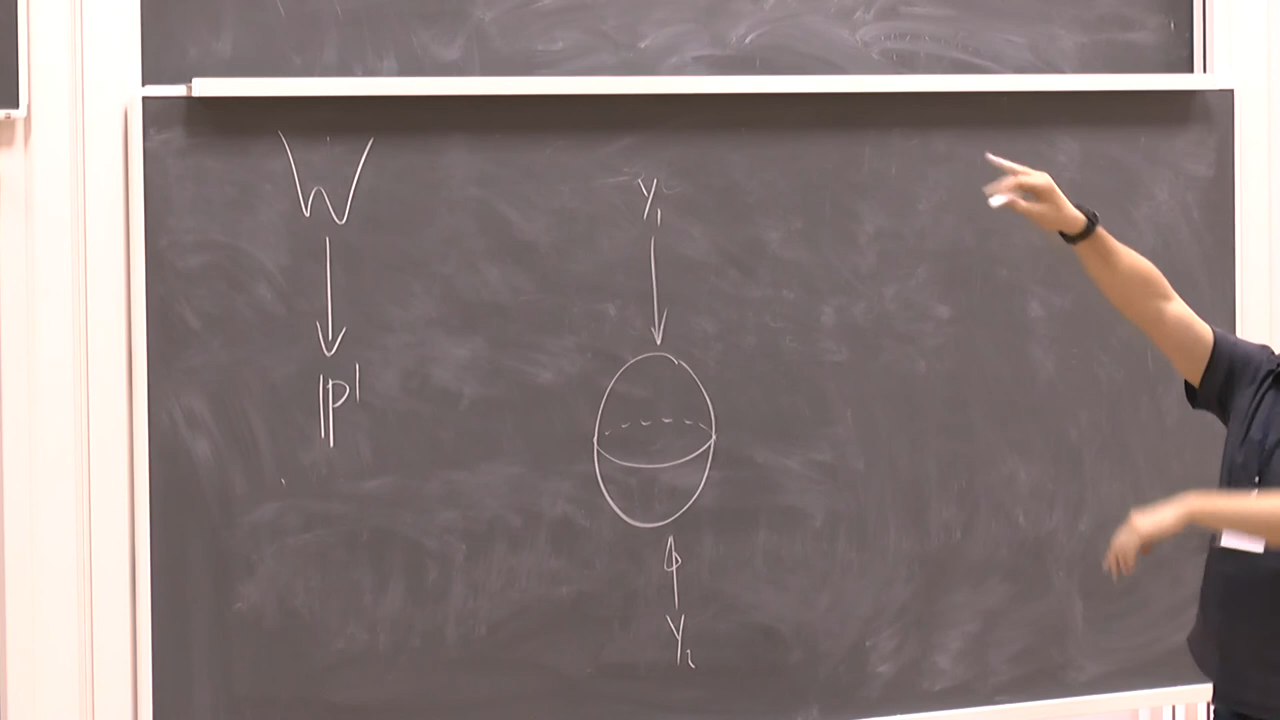 W
↓
ℙ¹
Y₁
↓
↑
Y₂